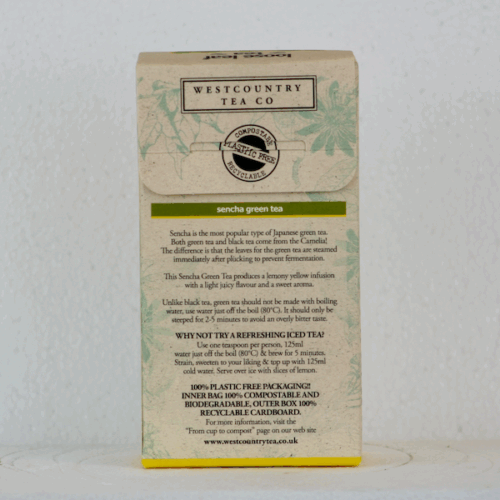 loose leaf
tea
WESTCOUNTRY
TEA CO
COMPOSTABLE
PLASTIC FREE
RECYCLABLE
sencha green tea
Sencha is the most popular type of Japanese green tea.
Both green tea and black tea come from the Camelia!
The difference is that the leaves for the green tea are steamed
immediately after plucking to prevent fermentation.
This Sencha Green Tea produces a lemony yellow infusion
with a light juicy flavour and a sweet aroma.
Unlike black tea, green tea should not be made with boiling
water, use water just off the boil (80°C). It should only be
steeped for 2-5 minutes to avoid an overly bitter taste.
WHY NOT TRY A REFRESHING ICED TEA?
Use one teaspoon per person, 125ml
water just off the boil (80°C) & brew for 5 minutes.
Strain, sweeten to your liking & top up with 125ml
cold water. Serve over ice with slices of lemon.
100% PLASTIC FREE PACKAGING!!
INNER BAG 100% COMPOSTABLE AND
BIODEGRADABLE, OUTER BOX 100%
RECYCLABLE CARDBOARD.
For more information, visit the
"From cup to compost" page on our web site
www.westcountrytea.co.uk